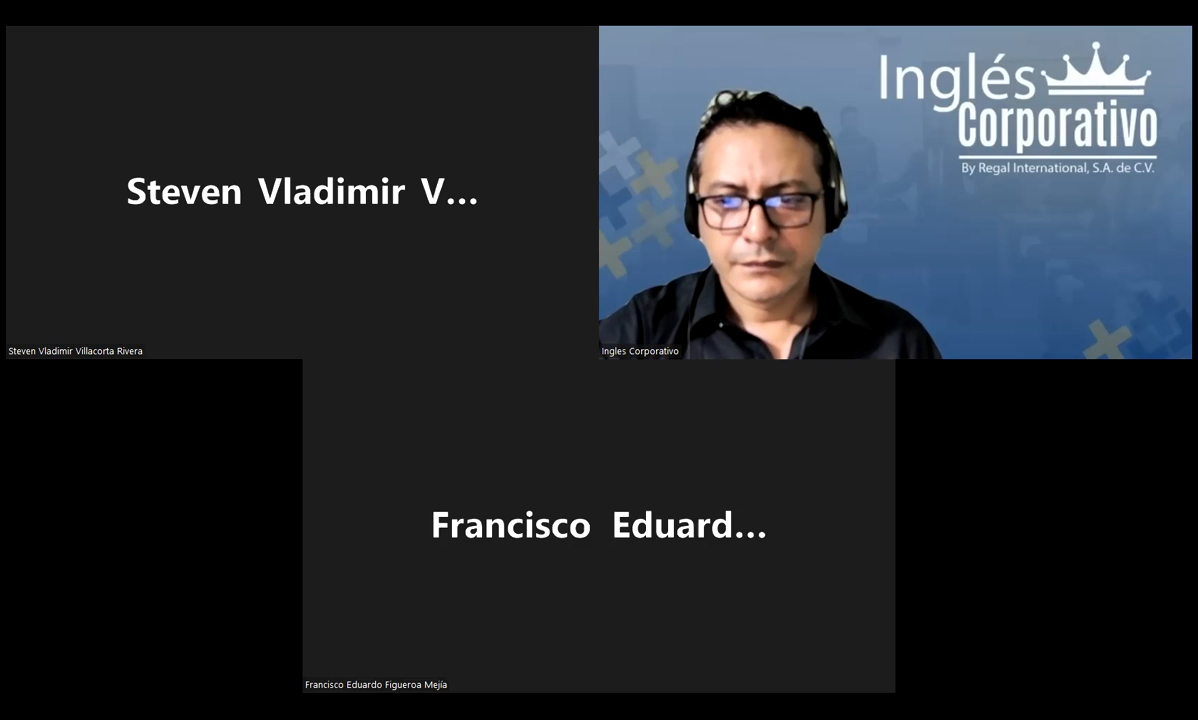 Steven Vladimir V...
Steven Vladimir Villacorta Rivera
Inglés
Corporativo
By Regal International, S.A. de C.V.
Ingles Corporativo
Francisco Eduard...
Francisco Eduardo Figueroa Mejía